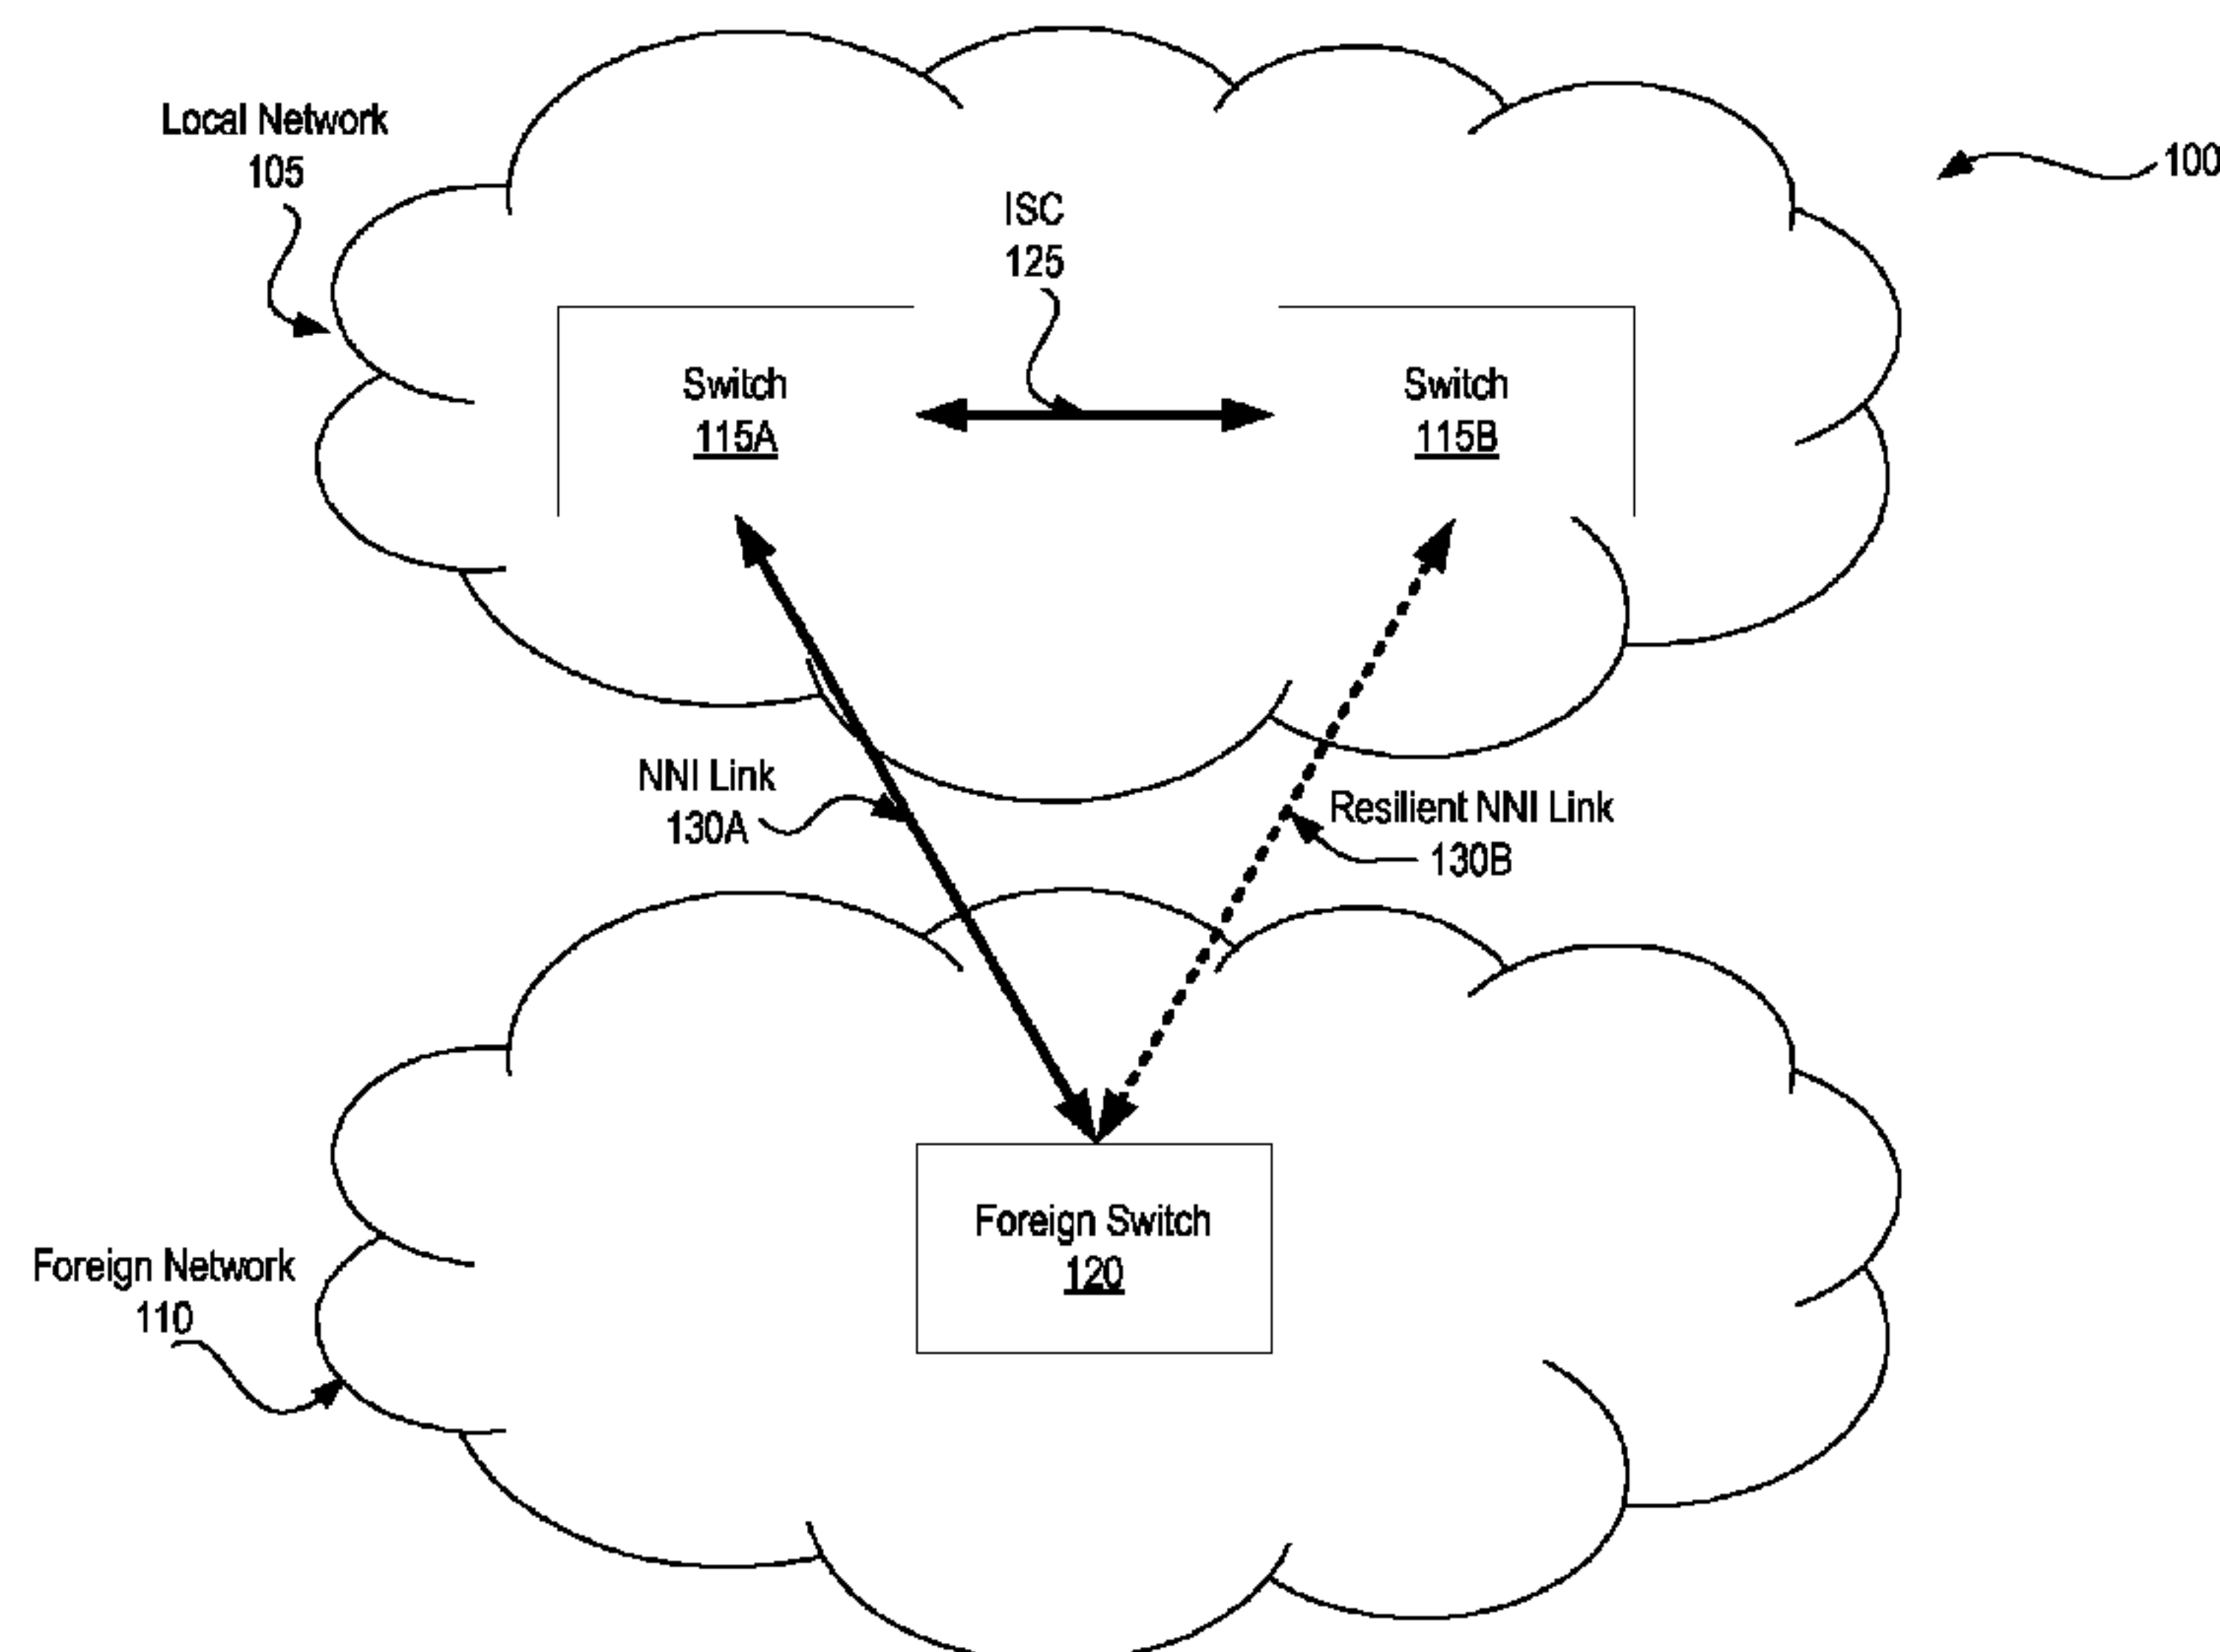 Local Network
105
100
ISC
125
Switch
115A
Switch
115B
NNI Link
130A
Resilient NNI Link
130B
Foreign Switch
120
Foreign Network
110